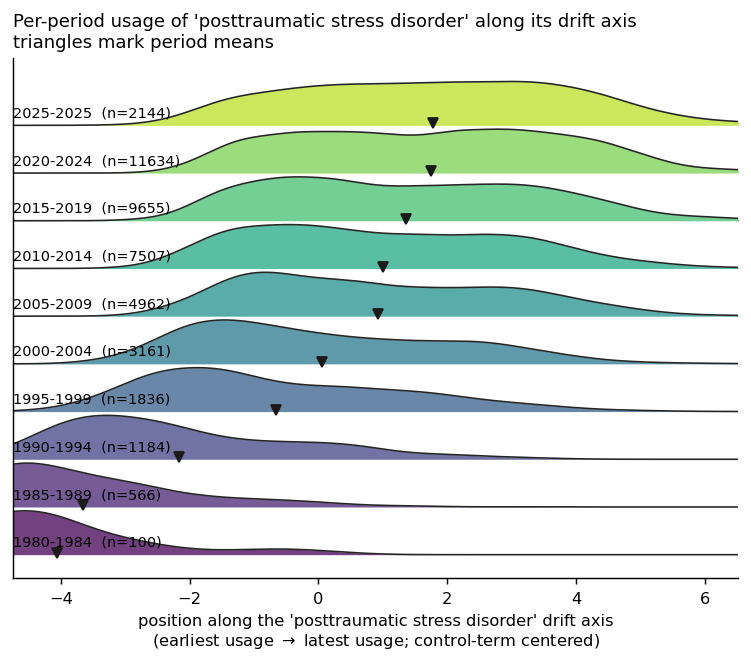 Per-period usage of 'posttraumatic stress disorder' along its drift axis
triangles mark period means
2025-2025 (n=2144)
2020-2024 (n=11634)
2015-2019 (n=9655)
2010-2014 (n=7507)
2005-2009 (n=4962)
2000-2004 (n=3161)
1995-1999 (n=1836)
1990-1994 (n=1184)
1985-1989 (n=566)
1980-1984 (n=100)
−4 −2 0 2 4 6
position along the 'posttraumatic stress disorder' drift axis
(earliest usage → latest usage; control-term centered)